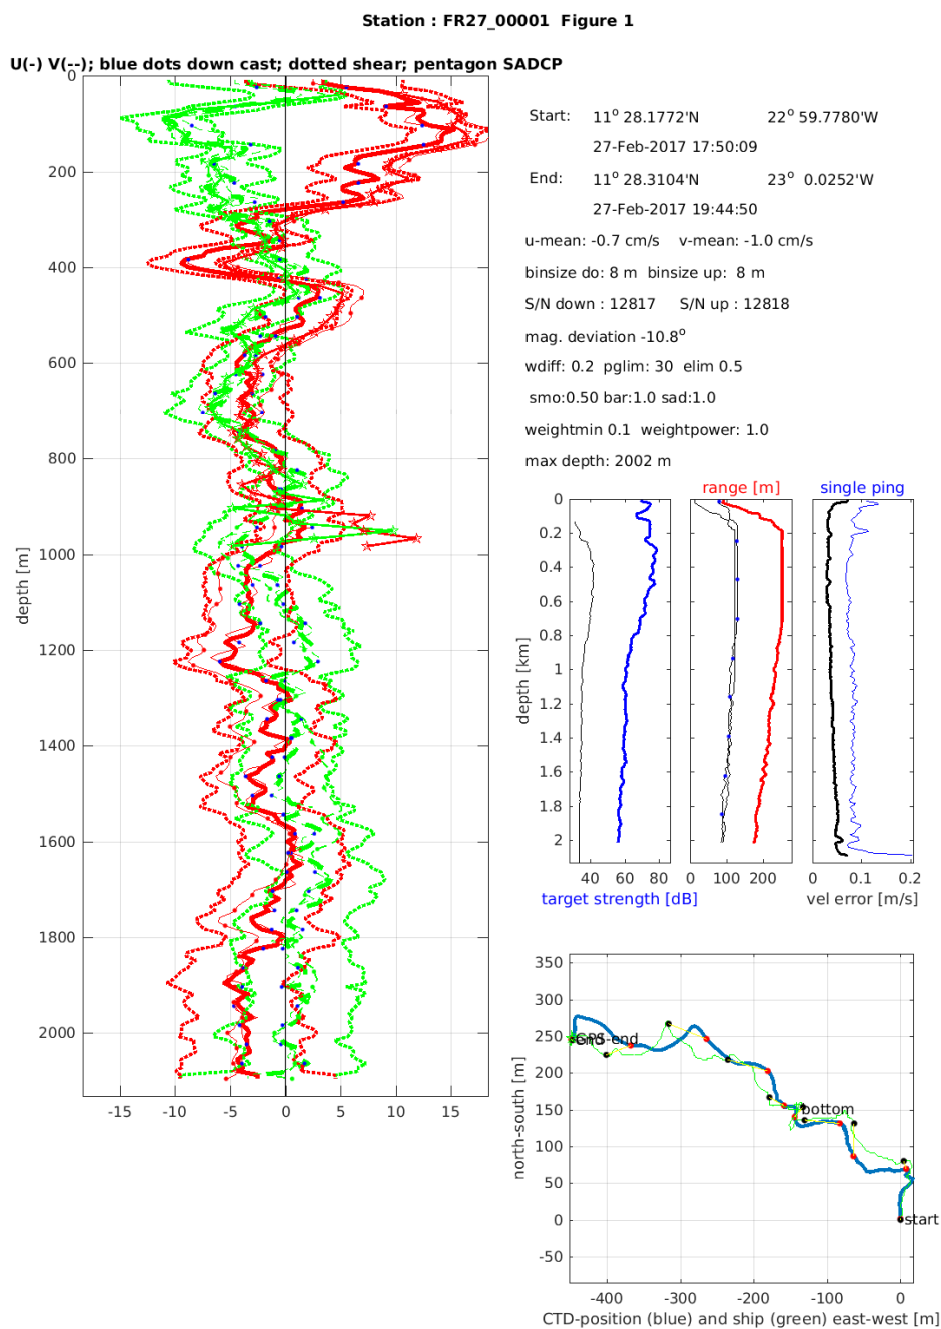 Station : FR27_00001 Figure 1
U(-) V(--); blue dots down cast; dotted shear; pentagon SADCP
0
200
400
600
800
1000
1200
1400
1600
1800
2000
depth [m]
-15 -10 -5 0 5 10 15
Start: 11° 28.1772'N 22° 59.7780'W
27-Feb-2017 17:50:09
End: 11° 28.3104'N 23° 0.0252'W
27-Feb-2017 19:44:50
u-mean: -0.7 cm/s v-mean: -1.0 cm/s
binsize do: 8 m binsize up: 8 m
S/N down : 12817 S/N up : 12818
mag. deviation -10.8°
wdiff: 0.2 pglim: 30 elim 0.5
smo:0.50 bar:1.0 sad:1.0
weightmin 0.1 weightpower: 1.0
max depth: 2002 m
range [m] single ping
0
0.2
0.4
0.6
0.8
1
1.2
1.4
1.6
1.8
2
depth [km]
40 60 80 0 100 200 0 0.1 0.2
target strength [dB] vel error [m/s]
350
300
250
200
150
100
50
0
-50
north-south [m]
GPS-end
end
bottom
start
-400 -300 -200 -100 0
CTD-position (blue) and ship (green) east-west [m]